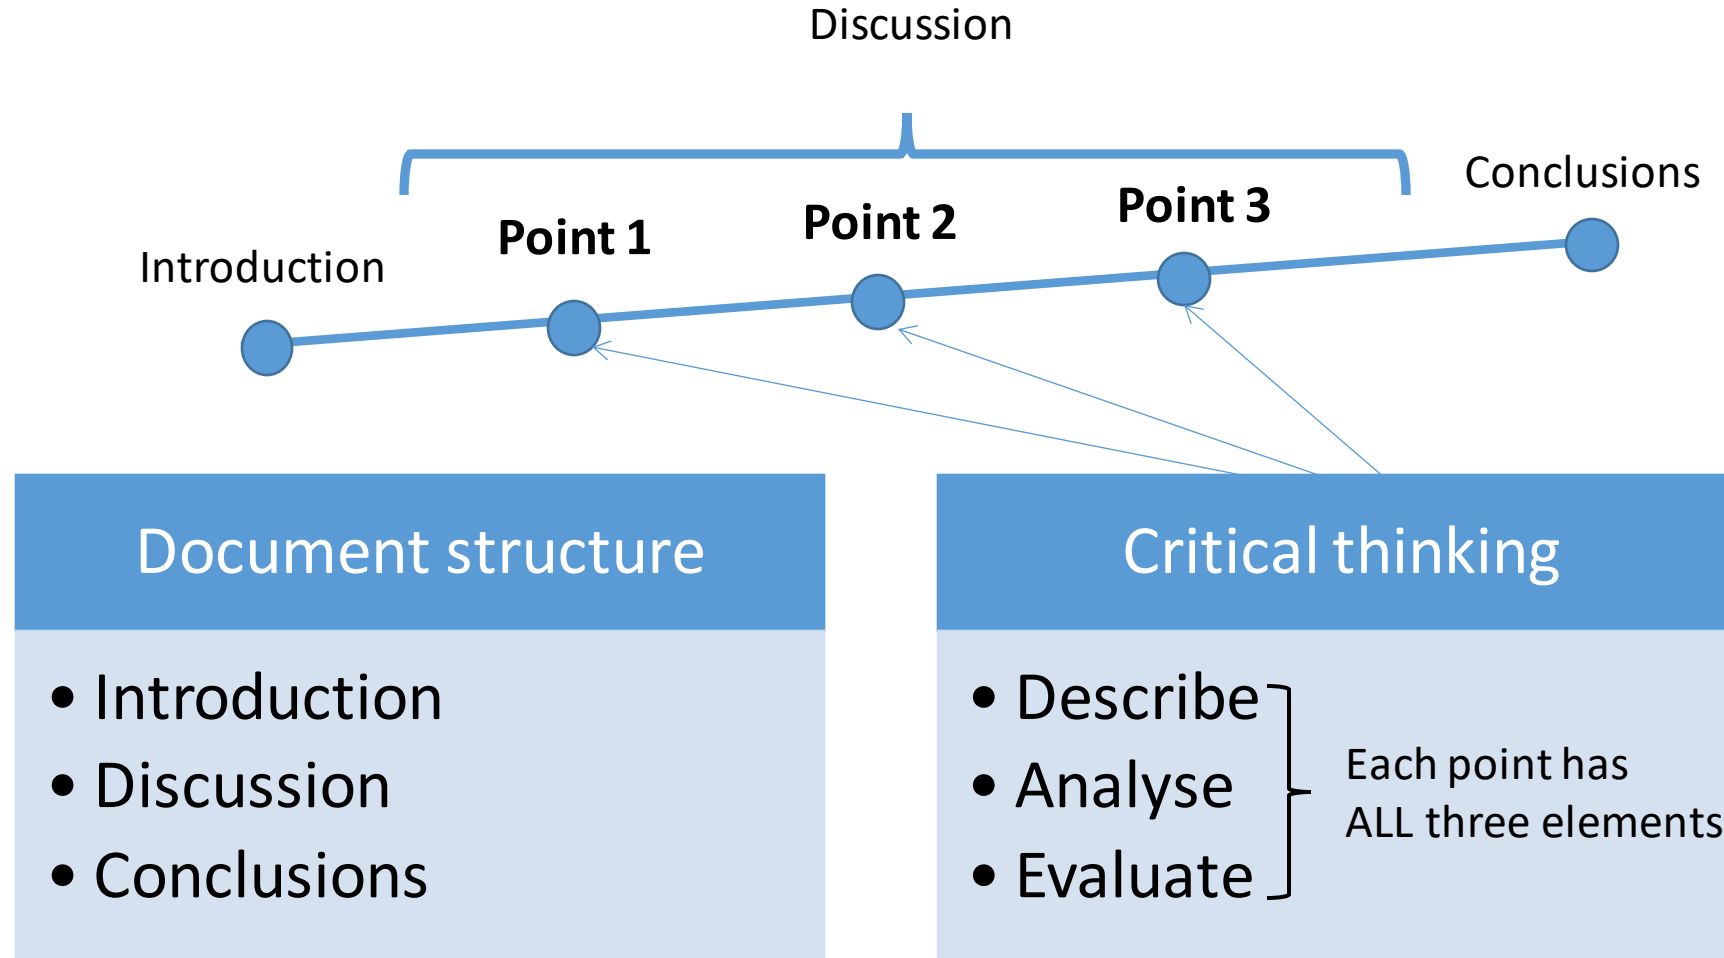 Discussion
Conclusions
Point 3
Point 2
Point 1
Introduction
Document structure
• Introduction
• Discussion
• Conclusions
Critical thinking
• Describe
• Analyse
• Evaluate
Each point has
ALL three elements